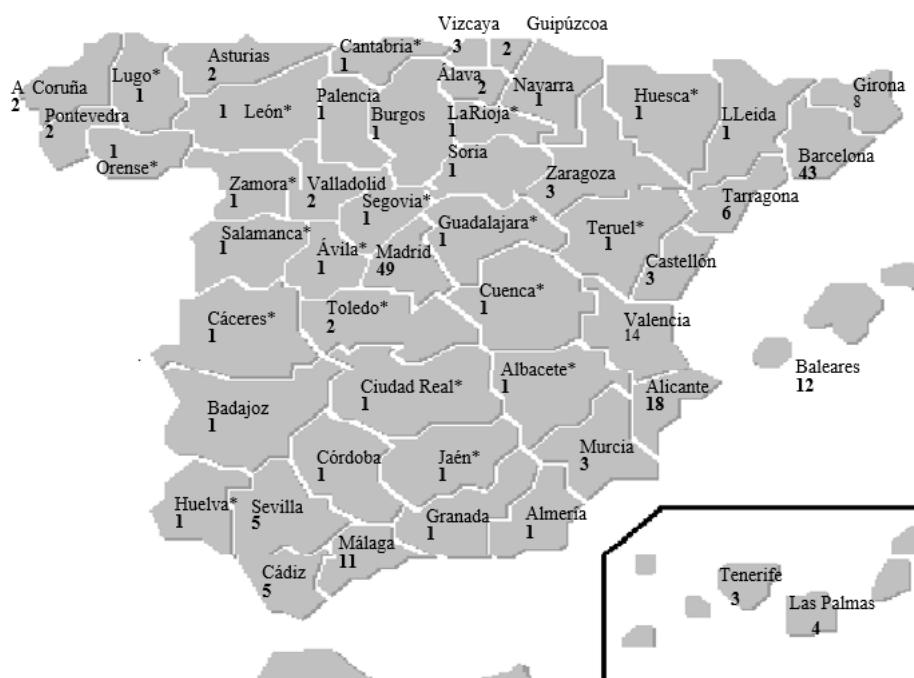 Vizcaya
3
Guipúzcoa
2
Cantabria*
1
Asturias
2
Lugo*
1
A Coruña
2
Pontevedra
2
1
Orense*
1 León*
Palencia
1
Burgos
1
Álava
2
LaRioja*
1
Navarra
1
Huesca*
1
LLeida
1
Girona
8
Barcelona
43
Tarragona
6
Zaragoza
3
Soria
1
Zamora*
1
Valladolid
2
Segovia*
1
Salamanca*
1
Ávila*
1
Madrid
49
Guadalajara*
1
Teruel*
1
Castellón
3
Cuenca*
1
Toledo*
2
Cáceres*
1
Valencia
14
Baleares
12
Badajoz
1
Ciudad Real*
1
Albacete*
1
Alicante
18
Murcia
3
Córdoba
1
Jaén*
1
Huelva*
1
Sevilla
5
Granada
1
Almería
1
Málaga
11
Cádiz
5
Tenerife
3
Las Palmas
4